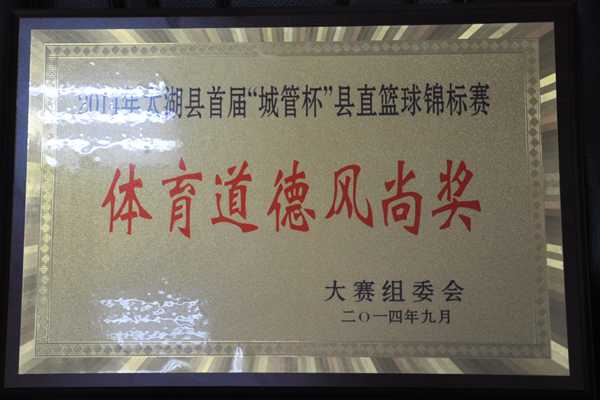 2014年太湖县首届“城管杯”县直篮球锦标赛
体育道德风尚奖
大赛组委会
二〇一四年九月